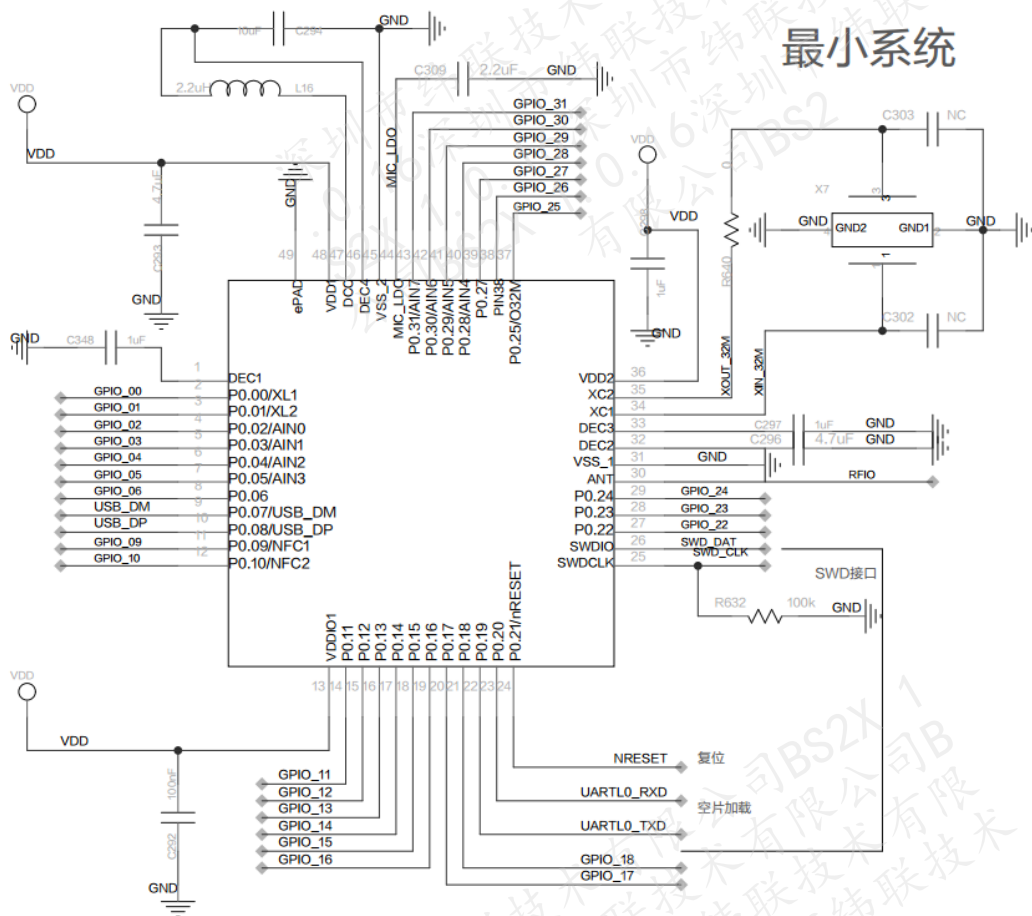 最小系统
10uF
C294
GND
2.2uH
L16
C309
2.2uF
GND
VDD
VDD
4.7uF
C293
GND
GND
MIC_LDO
GPIO_31
GPIO_30
GPIO_29
GPIO_28
GPIO_27
GPIO_26
GPIO_25
VDD
VDD
C298
1uF
GND
C303
NC
0
R640
X7
3
3
GND
4
GND2
GND1
2
1
1
C302
NC
XOUT_32M
XIN_32M
49
48
47
46
45
44
43
42
41
40
39
38
37
ePAD
VDD1
DCC
DEC4
VSS_2
MIC_LDO
P0.31/AIN7
P0.30/AIN6
P0.29/AIN5
P0.28/AIN4
P0.27
PIN38
P0.25/O32M
GND
C348
1uF
1
DEC1
GPIO_00
2
P0.00/XL1
GPIO_01
3
P0.01/XL2
GPIO_02
4
P0.02/AIN0
GPIO_03
5
P0.03/AIN1
GPIO_04
6
P0.04/AIN2
GPIO_05
7
P0.05/AIN3
GPIO_06
8
P0.06
USB_DM
9
P0.07/USB_DM
USB_DP
10
P0.08/USB_DP
GPIO_09
11
P0.09/NFC1
GPIO_10
12
P0.10/NFC2
VDD2
36
XC2
35
XC1
34
DEC3
33
C297
1uF
GND
DEC2
32
C296
4.7uF
GND
VSS_1
31
GND
ANT
30
RFIO
P0.24
29
GPIO_24
P0.23
28
GPIO_23
P0.22
27
GPIO_22
SWDIO
26
SWD_DAT
SWDCLK
25
SWD_CLK
SWD接口
R632
100k
GND
VDDIO1
P0.11
P0.12
P0.13
P0.14
P0.15
P0.16
P0.17
P0.18
P0.19
P0.20
P0.21/nRESET
13
14
15
16
17
18
19
20
21
22
23
24
VDD
VDD
100nF
C292
GND
GPIO_11
GPIO_12
GPIO_13
GPIO_14
GPIO_15
GPIO_16
NRESET
复位
UARTL0_RXD
空片加载
UARTL0_TXD
GPIO_18
GPIO_17